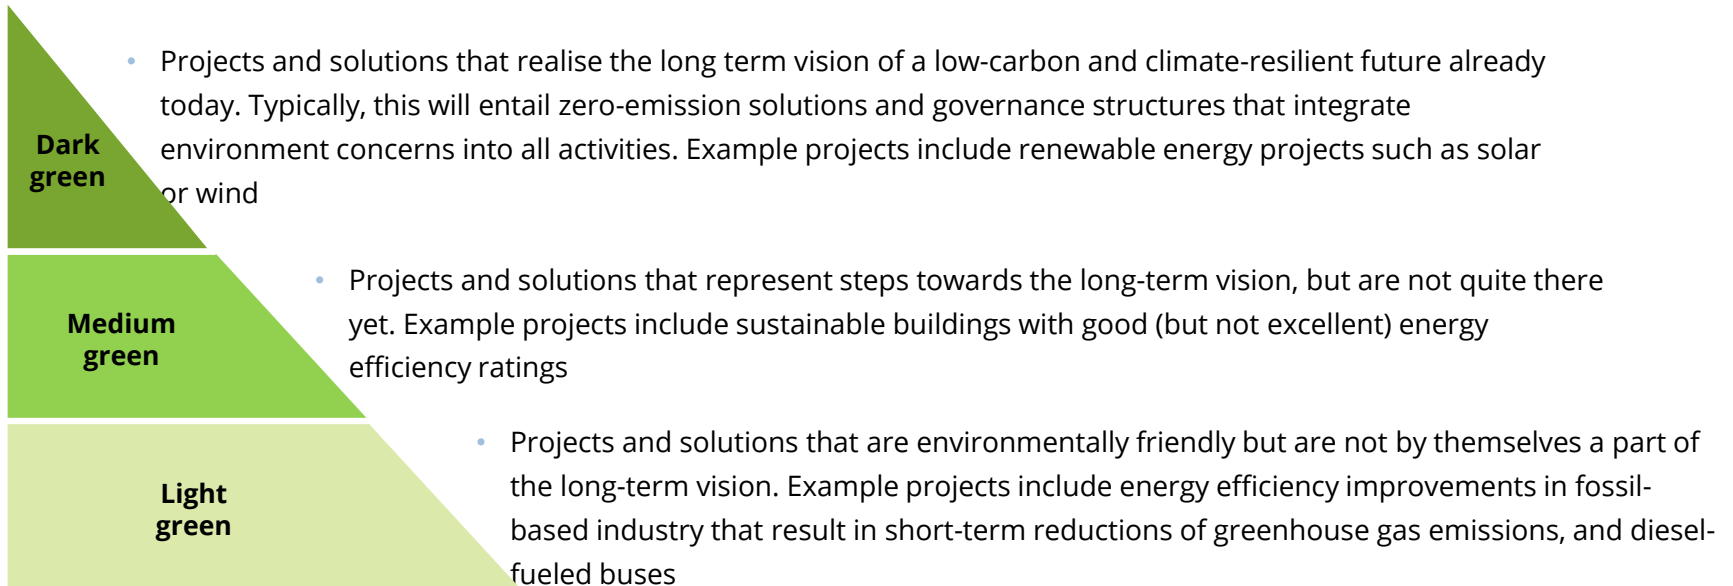 • Projects and solutions that realise the long term vision of a low-carbon and climate-resilient future already
today. Typically, this will entail zero-emission solutions and governance structures that integrate
environment concerns into all activities. Example projects include renewable energy projects such as solar
or wind
Dark
green
• Projects and solutions that represent steps towards the long-term vision, but are not quite there
yet. Example projects include sustainable buildings with good (but not excellent) energy
efficiency ratings
Medium
green
• Projects and solutions that are environmentally friendly but are not by themselves a part of
the long-term vision. Example projects include energy efficiency improvements in fossil-
based industry that result in short-term reductions of greenhouse gas emissions, and diesel-
fueled buses
Light
green